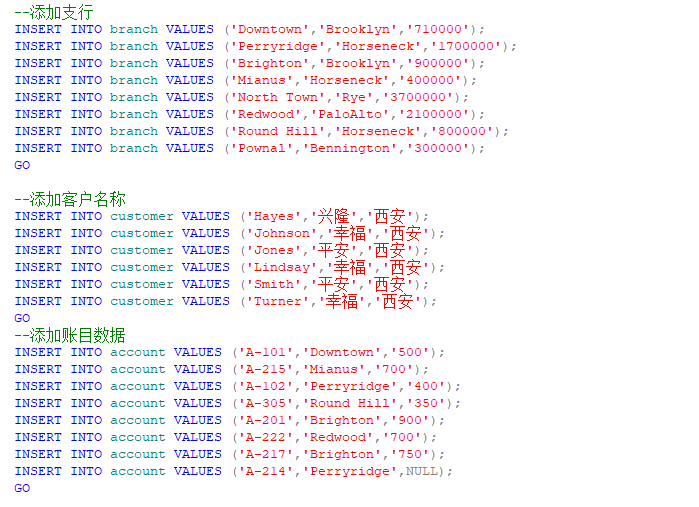 --添加支行
INSERT INTO branch VALUES ('Downtown','Brooklyn','710000');
INSERT INTO branch VALUES ('Perryridge','Horseneck','1700000');
INSERT INTO branch VALUES ('Brighton','Brooklyn','900000');
INSERT INTO branch VALUES ('Mianus','Horseneck','400000');
INSERT INTO branch VALUES ('North Town','Rye','3700000');
INSERT INTO branch VALUES ('Redwood','PaloAlto','2100000');
INSERT INTO branch VALUES ('Round Hill','Horseneck','800000');
INSERT INTO branch VALUES ('Pownal','Bennington','300000');
GO
--添加客户名称
INSERT INTO customer VALUES ('Hayes','兴隆','西安');
INSERT INTO customer VALUES ('Johnson','幸福','西安');
INSERT INTO customer VALUES ('Jones','平安','西安');
INSERT INTO customer VALUES ('Lindsay','幸福','西安');
INSERT INTO customer VALUES ('Smith','平安','西安');
INSERT INTO customer VALUES ('Turner','幸福','西安');
GO
--添加账目数据
INSERT INTO account VALUES ('A-101','Downtown','500');
INSERT INTO account VALUES ('A-215','Mianus','700');
INSERT INTO account VALUES ('A-102','Perryridge','400');
INSERT INTO account VALUES ('A-305','Round Hill','350');
INSERT INTO account VALUES ('A-201','Brighton','900');
INSERT INTO account VALUES ('A-222','Redwood','700');
INSERT INTO account VALUES ('A-217','Brighton','750');
INSERT INTO account VALUES ('A-214','Perryridge',NULL);
GO